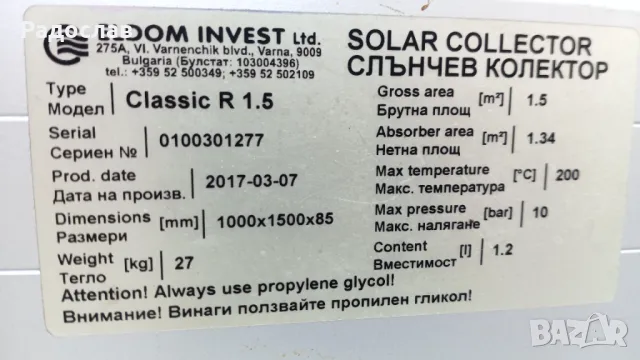 Радослав
ELDOM INVEST Ltd.
275A, Vl. Varnenchik blvd., Varna, 9009
Bulgaria (Булстат: 103004396)
tel.: +359 52 500349; +359 52 502109
SOLAR COLLECTOR
СЛЪНЧЕВ КОЛЕКТОР
Type
Модел
Classic R 1.5
Serial
Сериен №
0100301277
Prod. date
Дата на произв.
2017-03-07
Dimensions
Размери
[mm]
1000x1500x85
Weight
Тегло
[kg]
27
Gross area
Брутна площ
[m²]
1.5
Absorber area
Нетна площ
[m²]
1.34
Max temperature
Макс. температура
[°C]
200
Max pressure
Макс. налягане
[bar]
10
Content
Вместимост
[l]
1.2
Attention! Always use propylene glycol!
Внимание! Винаги ползвайте пропилен гликол!
BAZAR
bg